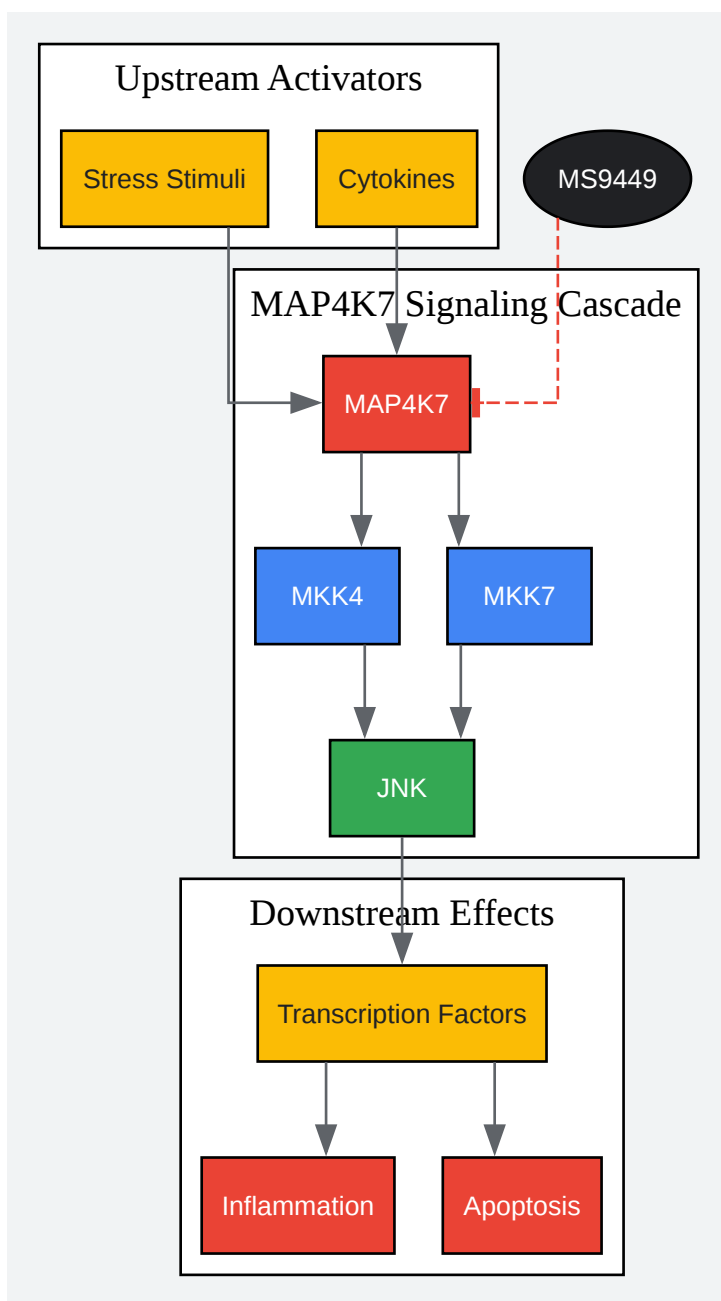 Upstream Activators
Stress Stimuli
Cytokines
MS9449
MAP4K7 Signaling Cascade
MAP4K7
MKK4
MKK7
JNK
Downstream Effects
Transcription Factors
Inflammation
Apoptosis